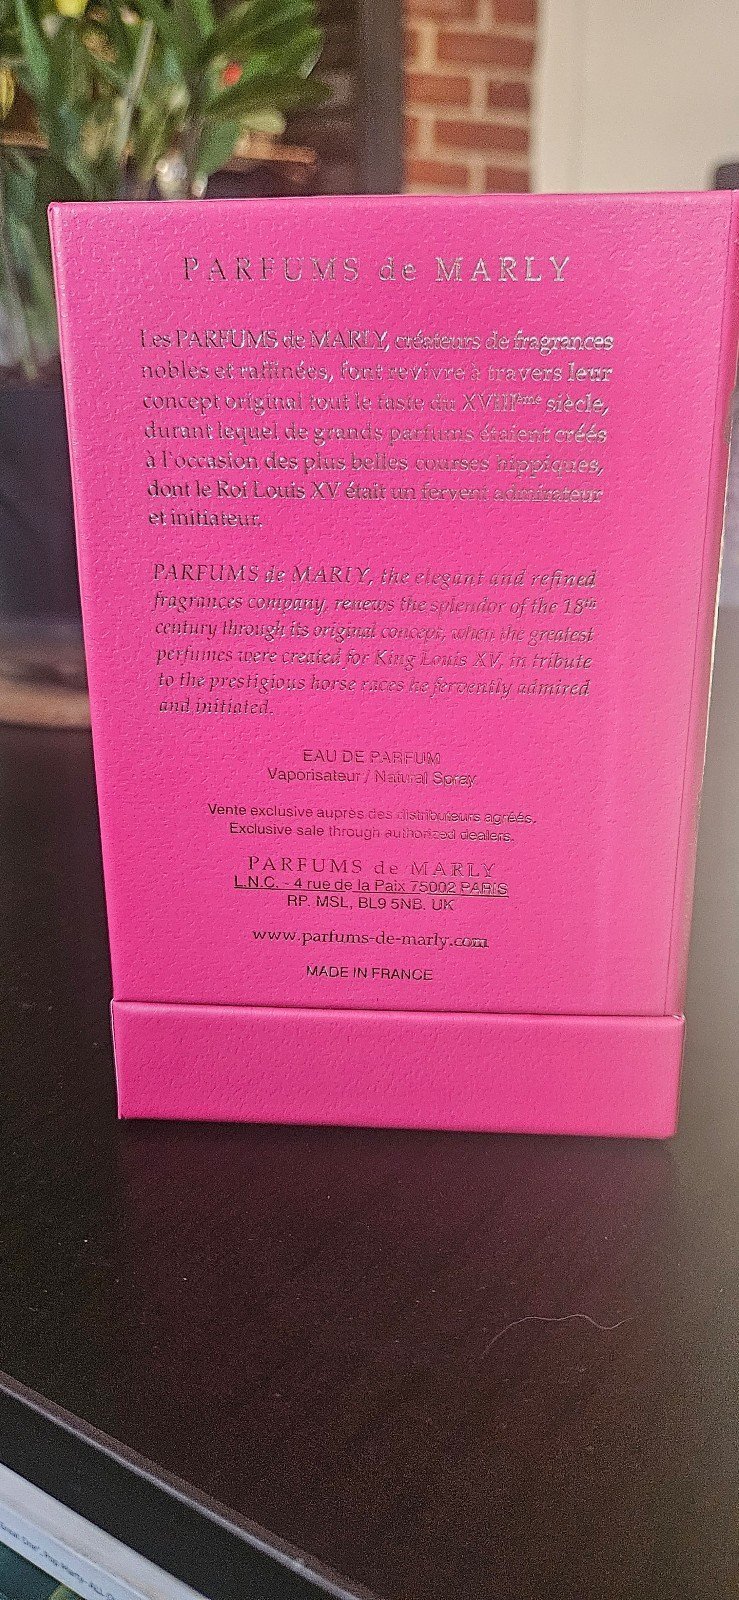 PARFUMS de MARLY
Les PARFUMS de MARLY, créateurs de fragrances
nobles et raffinées, font revivre à travers leur
concept original tout le faste du XVIIIème siècle,
durant lequel de grands parfums étaient créés
à l'occasion des plus belles courses hippiques,
dont le Roi Louis XV était un fervent admirateur
et initiateur.
PARFUMS de MARLY, the elegant and refined
fragrances company, renews the splendor of the 18th
century through its original concept, when the greatest
perfumes were created for King Louis XV, in tribute
to the prestigious horse races he fervently admired
and initiated.
EAU DE PARFUM
Vaporisateur / Natural Spray
Vente exclusive auprès des distributeurs agréés.
Exclusive sale through authorized dealers.
PARFUMS de MARLY
L.N.C. - 4 rue de la Paix 75002 PARIS
RP. MSL, BL9 5NB. UK
www.parfums-de-marly.com
MADE IN FRANCE